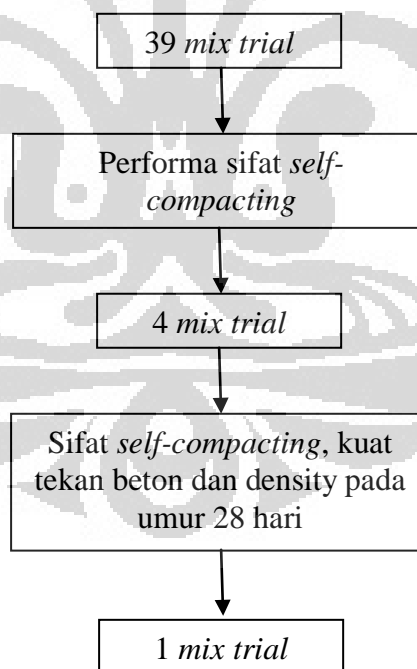 39 mix trial
Performa sifat self-
compacting
4 mix trial
Sifat self-compacting, kuat
tekan beton dan density pada
umur 28 hari
1 mix trial